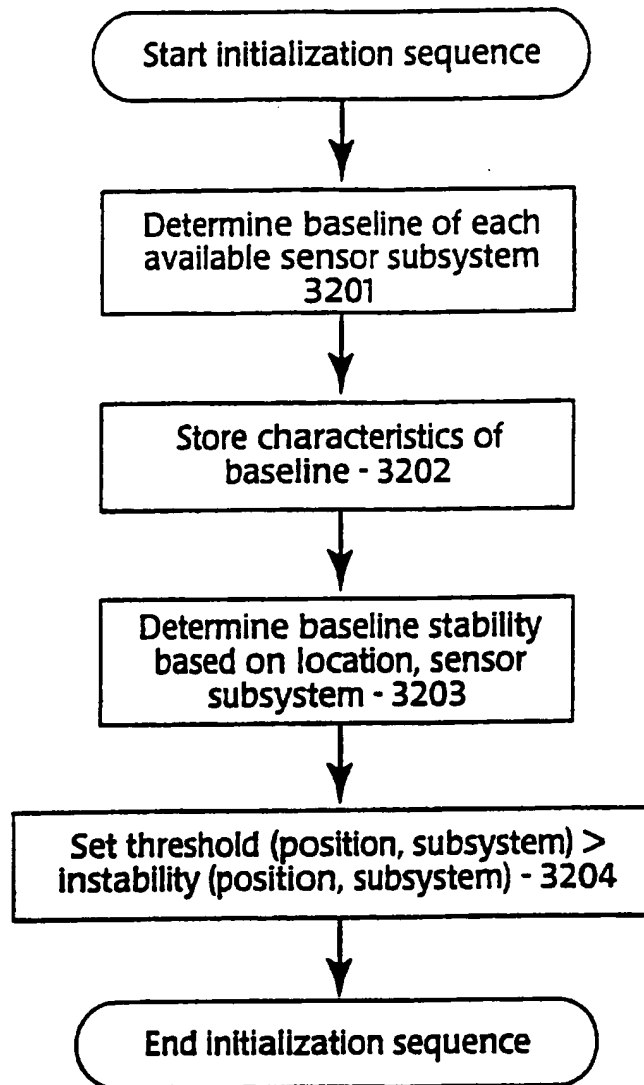 Start initialization sequence
Determine baseline of each
available sensor subsystem
3201
Store characteristics of
baseline - 3202
Determine baseline stability
based on location, sensor
subsystem - 3203
Set threshold (position, subsystem) >
instability (position, subsystem) - 3204
End initialization sequence